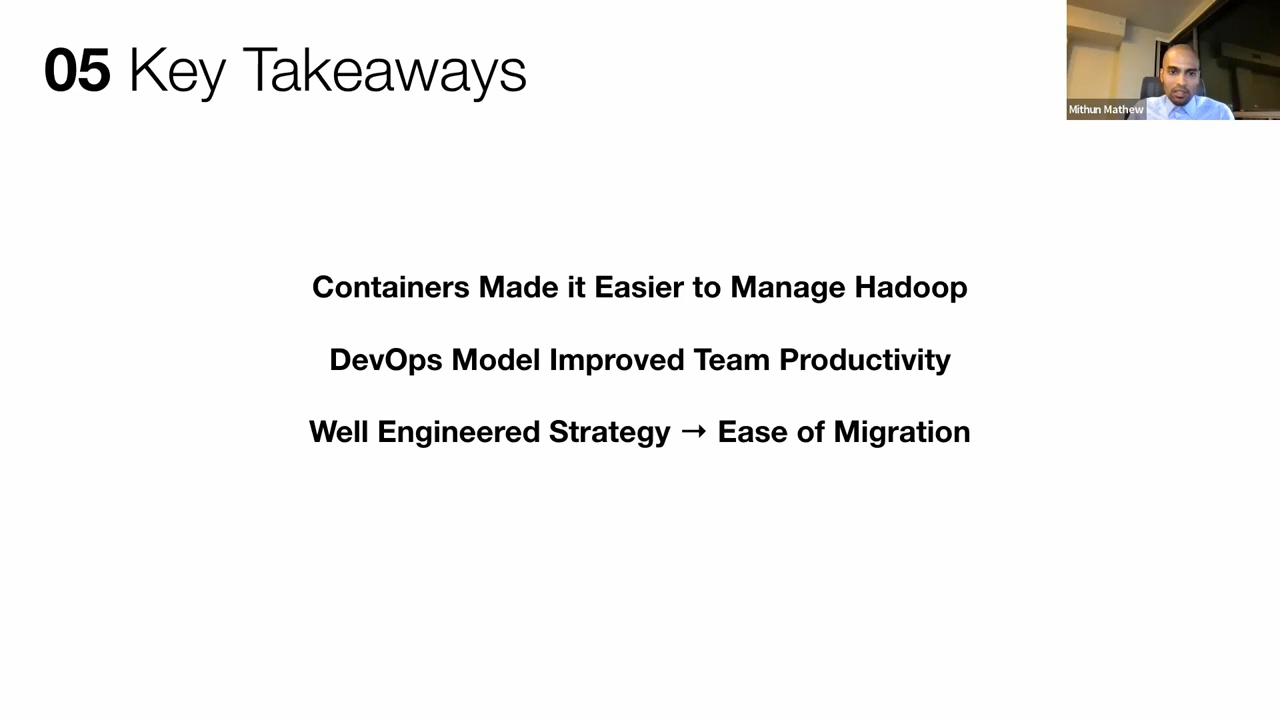 05 Key Takeaways
Mithun Mathew
Containers Made it Easier to Manage Hadoop
DevOps Model Improved Team Productivity
Well Engineered Strategy → Ease of Migration